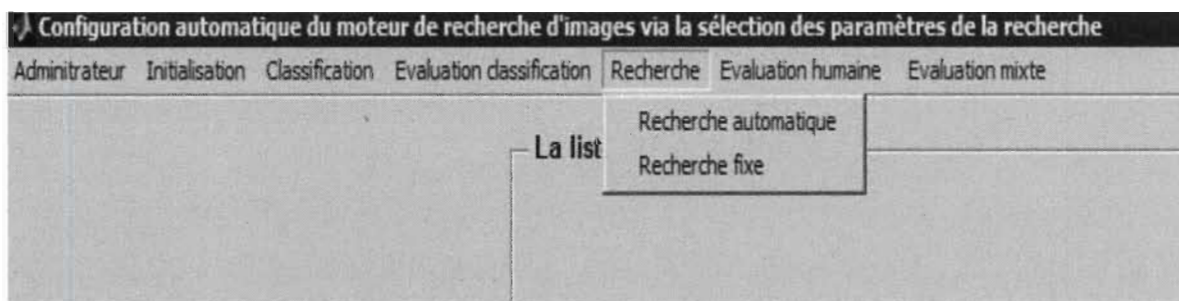 Configuration automatique du moteur de recherche d'images via la sélection des paramètres de la recherche
Adminitrateur Initialisation Classification Evaluation classification Recherche Evaluation humaine Evaluation mixte
Recherche automatique
La list
Recherche fixe